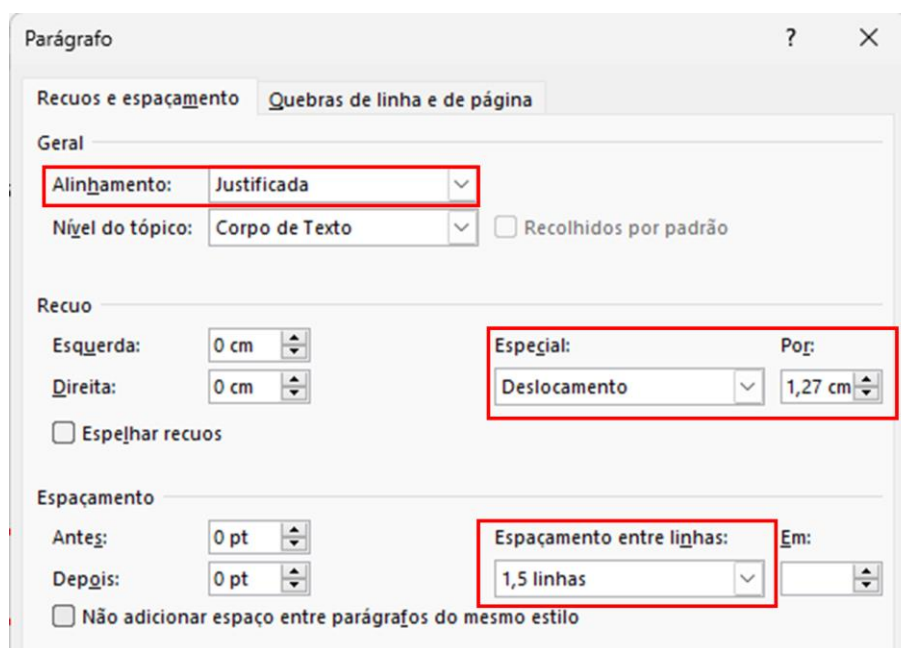 Parágrafo ? ×
Recuos e espaçamento Quebras de linha e de página
Geral
Alinhamento: Justificada
Nível do tópico: Corpo de Texto Recolhidos por padrão
Recuo
Esquerda: 0 cm Especial: Por:
Direita: 0 cm Deslocamento 1,27 cm
Espelhar recuos
Espaçamento
Antes: 0 pt Espaçamento entre linhas: Em:
Depois: 0 pt 1,5 linhas
Não adicionar espaço entre parágrafos do mesmo estilo